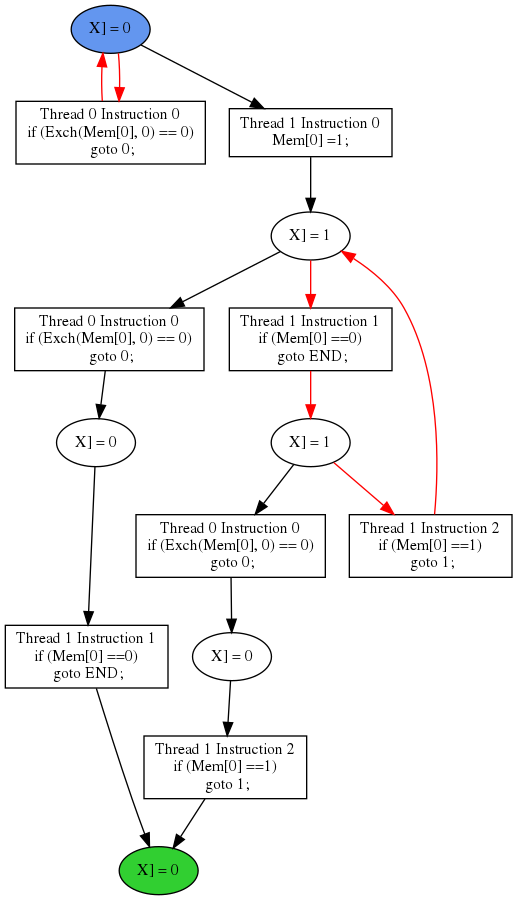 X] = 0
Thread 0 Instruction 0
if (Exch(Mem[0], 0) == 0)
goto 0;
Thread 1 Instruction 0
Mem[0] =1;
X] = 1
Thread 0 Instruction 0
if (Exch(Mem[0], 0) == 0)
goto 0;
Thread 1 Instruction 1
if (Mem[0] ==0)
goto END;
X] = 0
X] = 1
Thread 0 Instruction 0
if (Exch(Mem[0], 0) == 0)
goto 0;
Thread 1 Instruction 2
if (Mem[0] ==1)
goto 1;
Thread 1 Instruction 1
if (Mem[0] ==0)
goto END;
X] = 0
Thread 1 Instruction 2
if (Mem[0] ==1)
goto 1;
X] = 0